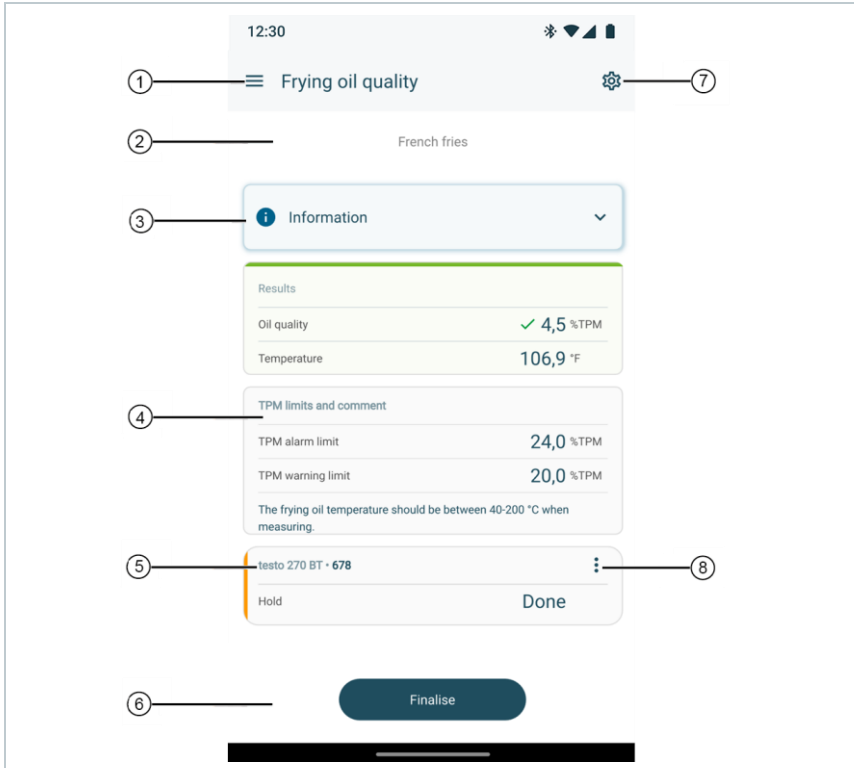 12:30
1 Frying oil quality 7
2 French fries
3 Information
Results
Oil quality 4,5 %TPM
Temperature 106,9 °F
4 TPM limits and comment
TPM alarm limit 24,0 %TPM
TPM warning limit 20,0 %TPM
The frying oil temperature should be between 40-200 °C when
measuring.
5 testo 270 BT • 678 8
Hold Done
6 Finalise